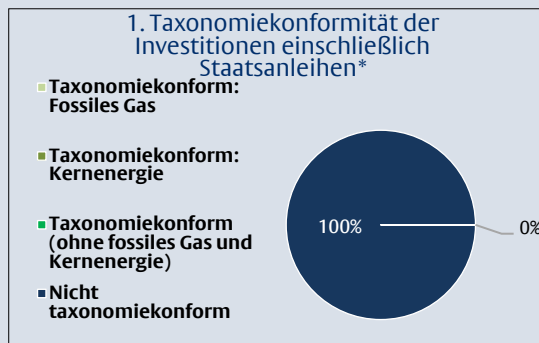 1. Taxonomiekonformität der
Investitionen einschließlich
Staatsanleihen*
Taxonomiekonform:
Fossiles Gas
Taxonomiekonform:
Kernenergie
Taxonomiekonform
(ohne fossiles Gas und
Kernenergie)
Nicht
taxonomiekonform
100%
0%